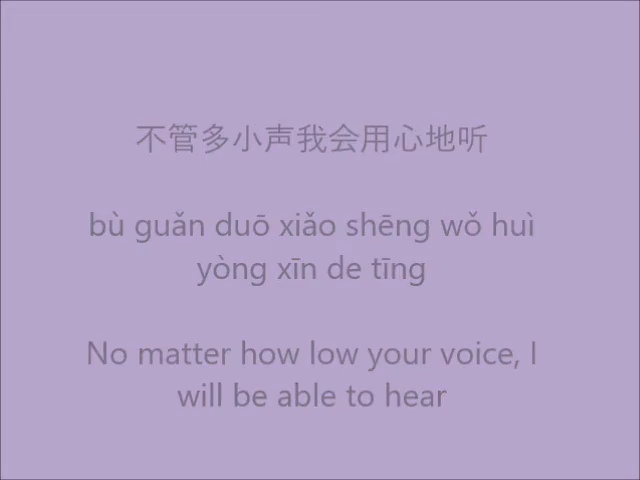 不管多小声我会用心地听
bù guǎn duō xiǎo shēng wǒ huì
yòng xīn de tīng
No matter how low your voice, I
will be able to hear